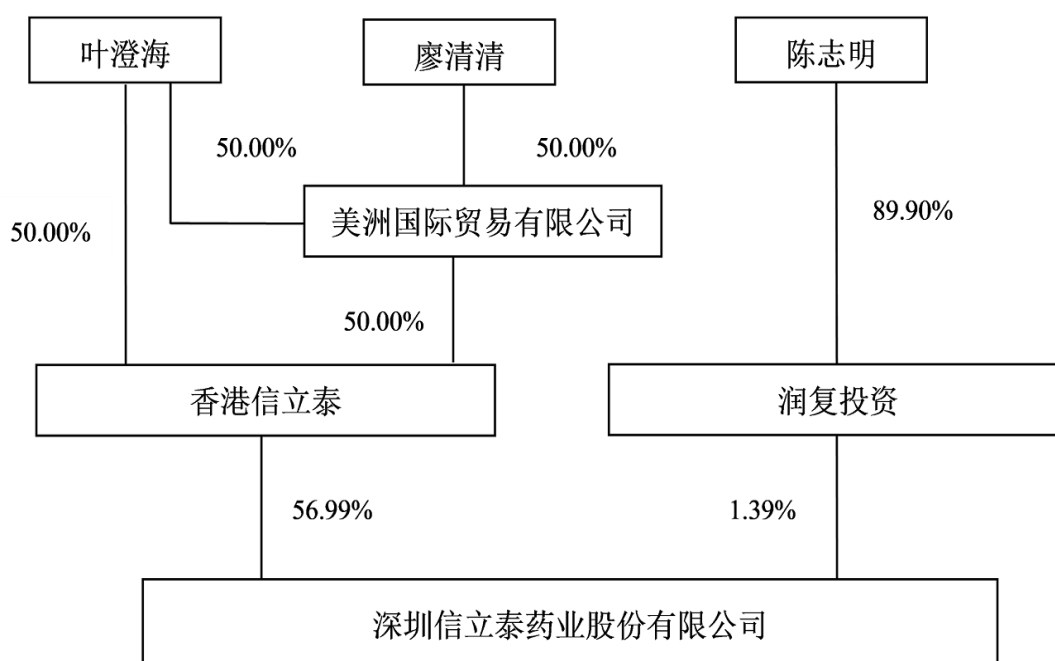 叶澄海
廖清清
陈志明
50.00%
50.00%
50.00%
89.90%
美洲国际贸易有限公司
50.00%
香港信立泰
润复投资
56.99%
1.39%
深圳信立泰药业股份有限公司